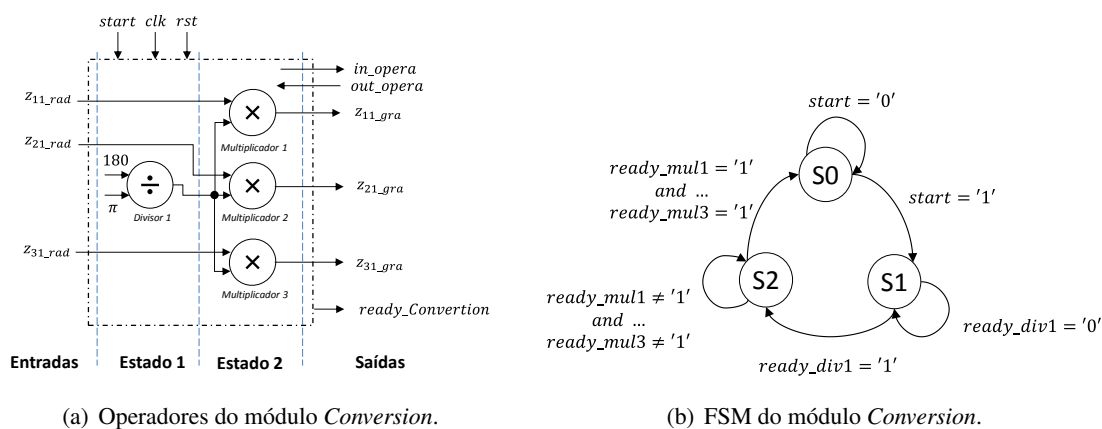 start clk rst
in_opera
out_opera
z11_rad
z11_gra
×
Multiplicador 1
z21_rad
180
÷
π
Divisor 1
×
z21_gra
Multiplicador 2
z31_rad
×
z31_gra
Multiplicador 3
ready_Convertion
Entradas Estado 1 Estado 2 Saídas
(a) Operadores do módulo Conversion.
start = '0'
S0
ready_mul1 = '1'
and ...
ready_mul3 = '1'
start = '1'
S2
S1
ready_mul1 ≠ '1'
and ...
ready_mul3 ≠ '1'
ready_div1 = '0'
ready_div1 = '1'
(b) FSM do módulo Conversion.